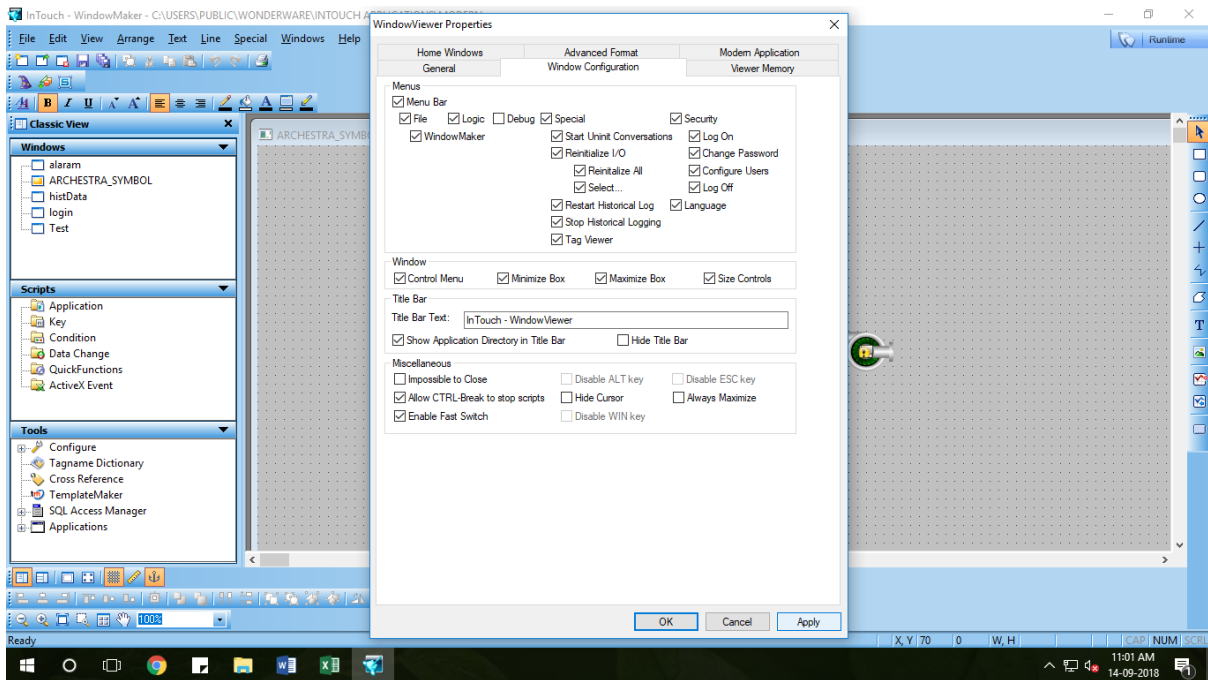 InTouch - WindowMaker - C:\USERS\PUBLIC\WONDERWARE\INTOUCH
File Edit View Arrange Text Line Special Windows Help
Runtime
Classic View
Windows
alaram
ARCHESTRA_SYMBOL
histData
login
Test
Scripts
Application
Key
Condition
Data Change
QuickFunctions
ActiveX Event
Tools
Configure
Tagname Dictionary
Cross Reference
TemplateMaker
SQL Access Manager
Applications
ARCHESTRA_SYMB
WindowViewer Properties
Home Windows Advanced Format Modern Application
General Window Configuration Viewer Memory
Menus
Menu Bar
File Logic Debug Special Security
WindowMaker Start Uninit Conversations Log On
Reinitialize I/O Change Password
Reinitalize All Configure Users
Select... Log Off
Restart Historical Log Language
Stop Historical Logging
Tag Viewer
Window
Control Menu Minimize Box Maximize Box Size Controls
Title Bar
Title Bar Text: InTouch - WindowViewer
Show Application Directory in Title Bar Hide Title Bar
Miscellaneous
Impossible to Close Disable ALT key Disable ESC key
Allow CTRL-Break to stop scripts Hide Cursor Always Maximize
Enable Fast Switch Disable WIN key
OK Cancel Apply
100%
Ready X, Y 70 0 W, H CAP NUM SCRL
11:01 AM
14-09-2018